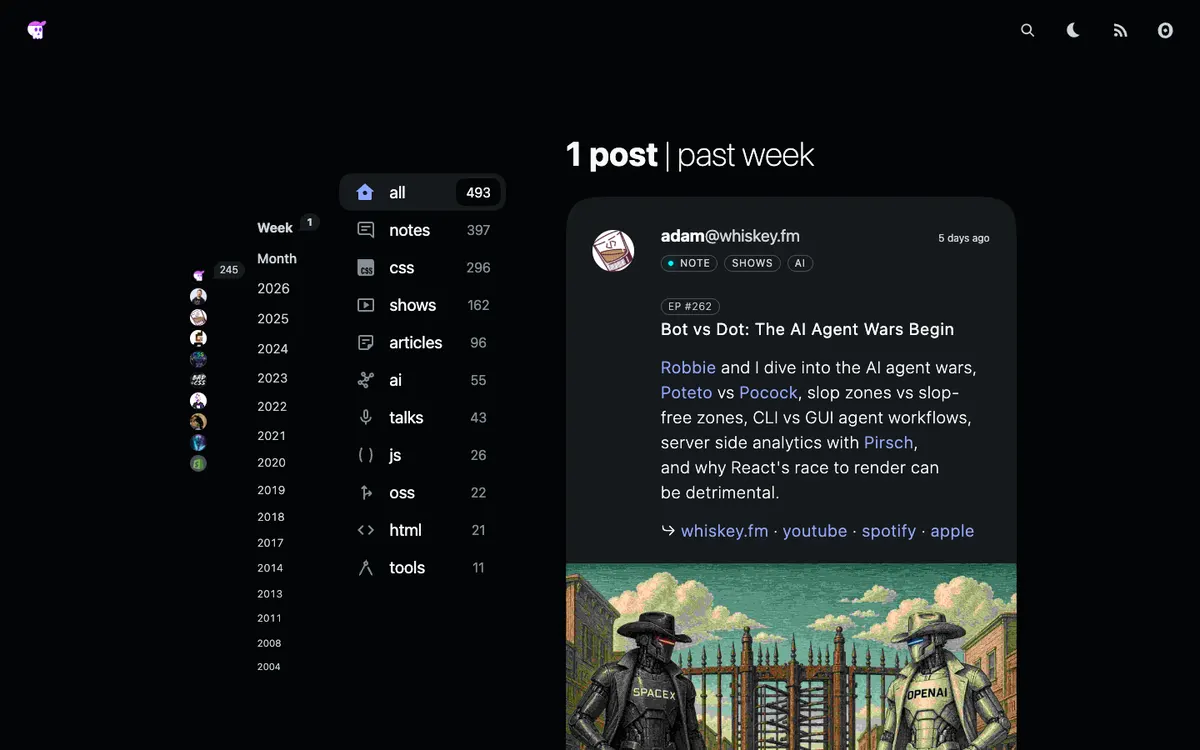 1 post | past week
245
Week 1
Month
2026
2025
2024
2023
2022
2021
2020
2019
2018
2017
2014
2013
2011
2008
2004
all 493
notes 397
css 296
shows 162
articles 96
ai 55
talks 43
js 26
oss 22
html 21
tools 11
adam@whiskey.fm
5 days ago
NOTE SHOWS AI
EP #262
Bot vs Dot: The AI Agent Wars Begin
Robbie and I dive into the AI agent wars,
Poteto vs Pocock, slop zones vs slop-
free zones, CLI vs GUI agent workflows,
server side analytics with Pirsch,
and why React's race to render can
be detrimental.
↪ whiskey.fm · youtube · spotify · apple
SPACEX
OPENAI